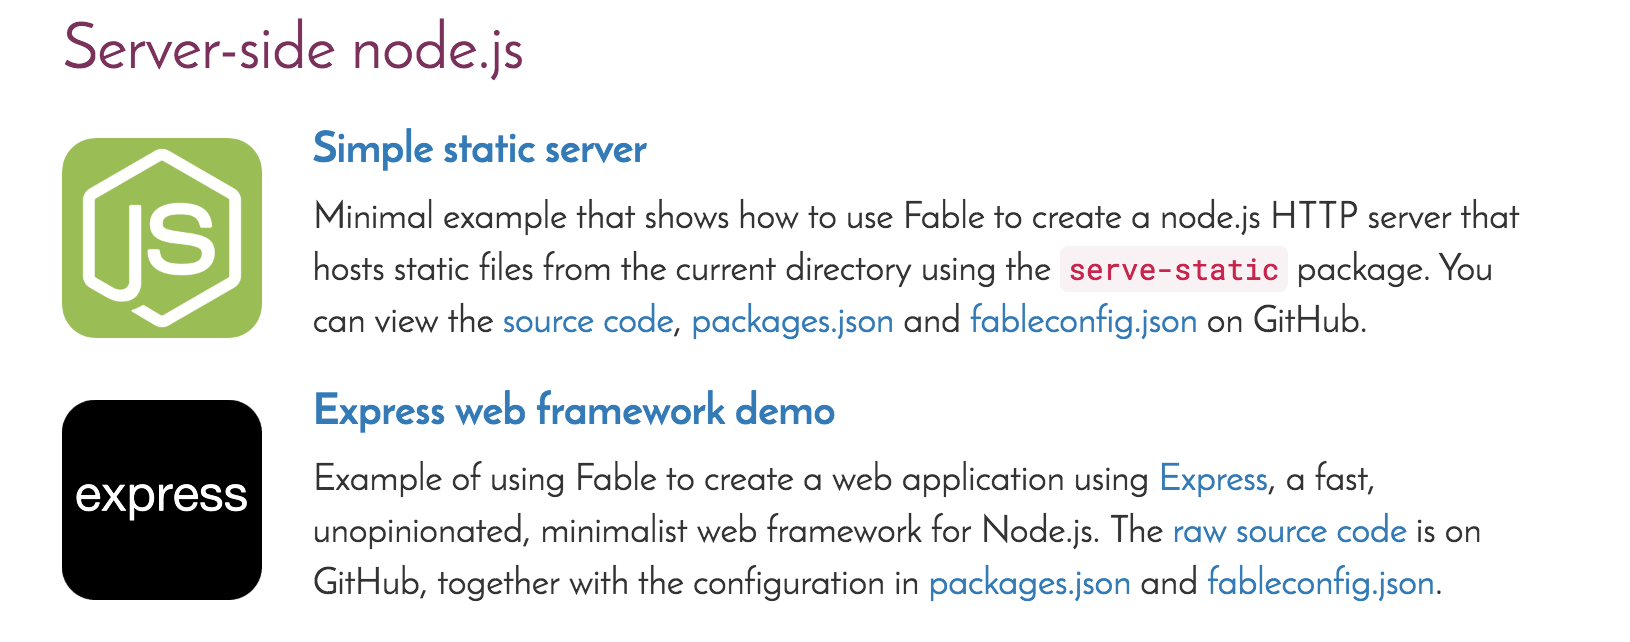 Server-side node.js
JS
Simple static server
Minimal example that shows how to use Fable to create a node.js HTTP server that
hosts static files from the current directory using the serve-static package. You
can view the source code, packages.json and fableconfig.json on GitHub.
express
Express web framework demo
Example of using Fable to create a web application using Express, a fast,
unopinionated, minimalist web framework for Node.js. The raw source code is on
GitHub, together with the configuration in packages.json and fableconfig.json.